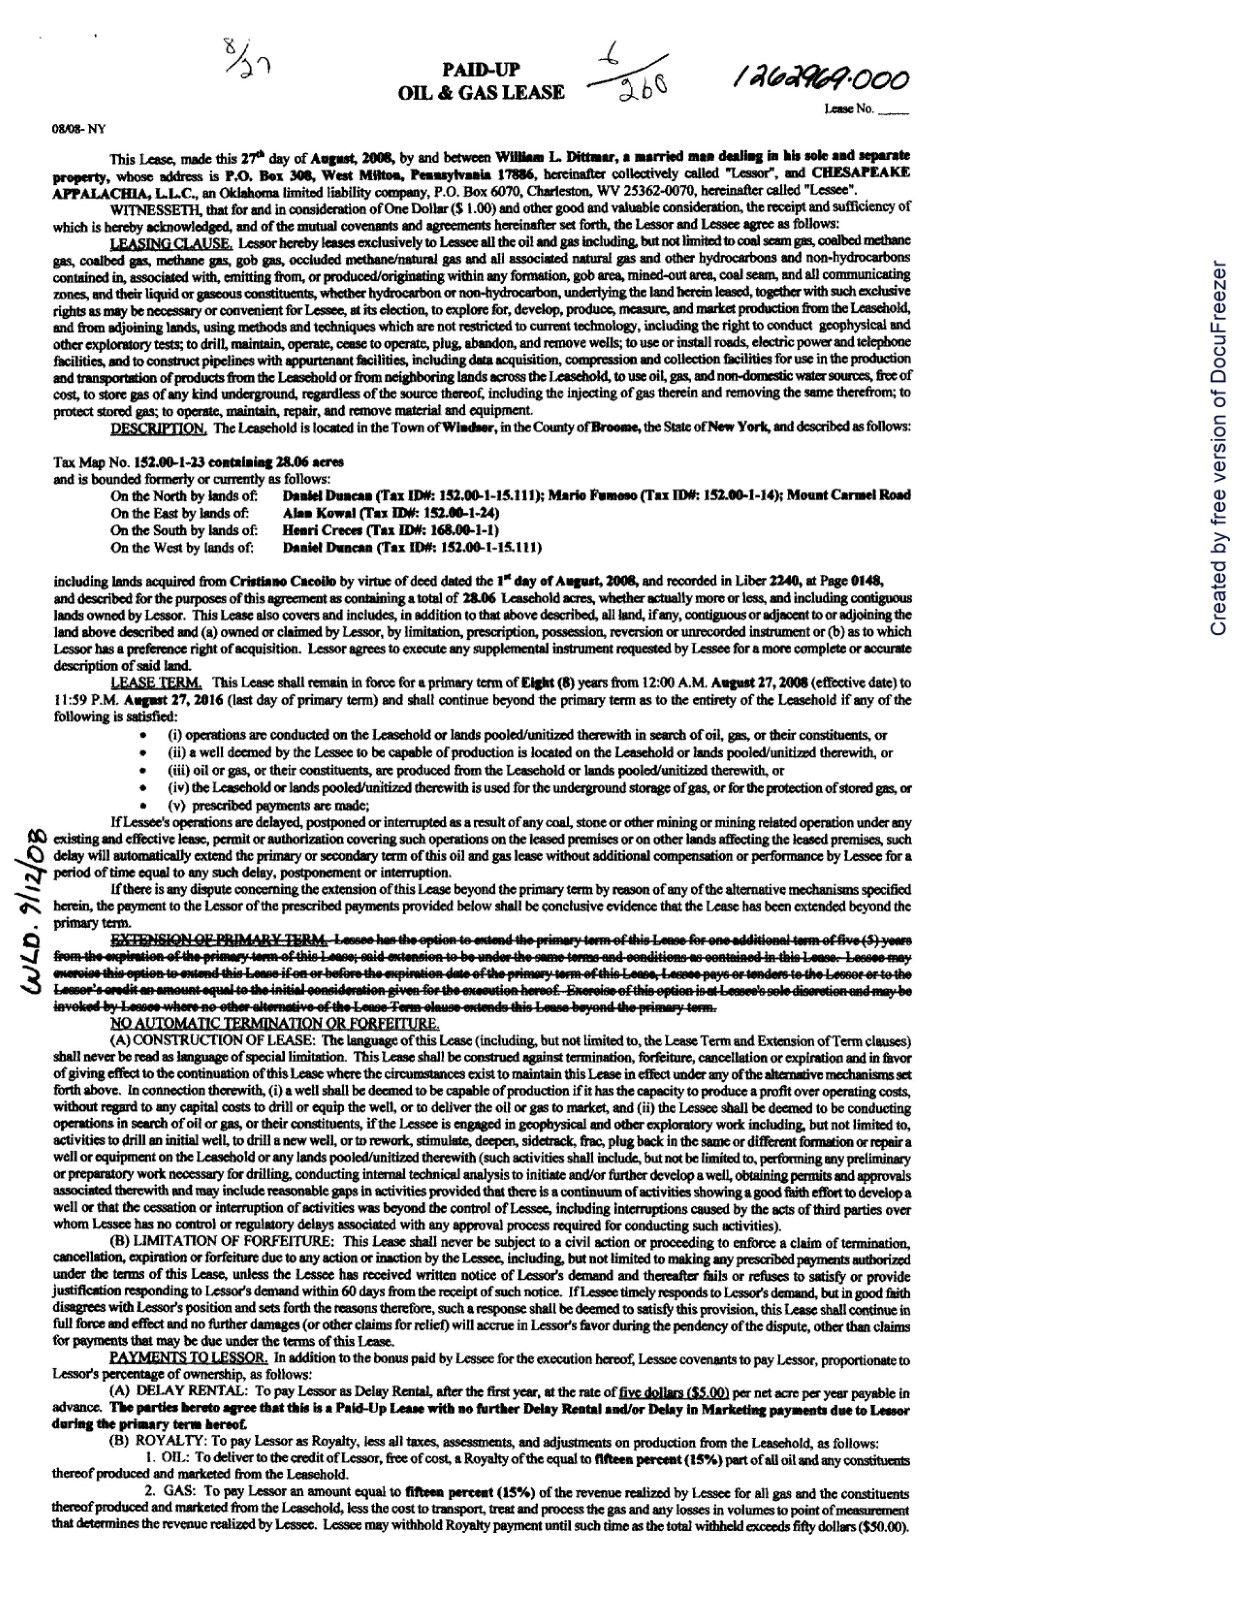 8/27
PAID-UP
OIL & GAS LEASE
6/260
1262969.000
Lease No. ____
08/08- NY
This Lease, made this 27th day of August, 2008, by and between William L. Dittmar, a married man dealing in his sole and separate
property, whose address is P.O. Box 308, West Milton, Pennsylvania 17886, hereinafter collectively called "Lessor", and CHESAPEAKE
APPALACHIA, L.L.C., an Oklahoma limited liability company, P.O. Box 6070, Charleston, WV 25362-0070, hereinafter called "Lessee".
WITNESSETH, that for and in consideration of One Dollar ($ 1.00) and other good and valuable consideration, the receipt and sufficiency of
which is hereby acknowledged, and of the mutual covenants and agreements hereinafter set forth, the Lessor and Lessee agree as follows:
LEASING CLAUSE. Lessor hereby leases exclusively to Lessee all the oil and gas including, but not limited to coal seam gas, coalbed methane
gas, coalbed gas, methane gas, gob gas, occluded methane/natural gas and all associated natural gas and other hydrocarbons and non-hydrocarbons
contained in, associated with, emitting from, or produced/originating within any formation, gob area, mined-out area, coal seam, and all communicating
zones, and their liquid or gaseous constituents, whether hydrocarbon or non-hydrocarbon, underlying the land herein leased, together with such exclusive
rights as may be necessary or convenient for Lessee, at its election, to explore for, develop, produce, measure, and market production from the Leasehold,
and from adjoining lands, using methods and techniques which are not restricted to current technology, including the right to conduct geophysical and
other exploratory tests; to drill, maintain, operate, cease to operate, plug, abandon, and remove wells; to use or install roads, electric power and telephone
facilities, and to construct pipelines with appurtenant facilities, including data acquisition, compression and collection facilities for use in the production
and transportation of products from the Leasehold or from neighboring lands across the Leasehold, to use oil, gas, and non-domestic water sources, free of
cost, to store gas of any kind underground, regardless of the source thereof, including the injecting of gas therein and removing the same therefrom; to
protect stored gas; to operate, maintain, repair, and remove material and equipment.
DESCRIPTION. The Leasehold is located in the Town of Windsor, in the County of Broome, the State of New York, and described as follows:
Tax Map No. 152.00-1-23 containing 28.06 acres
and is bounded formerly or currently as follows:
On the North by lands of: Daniel Duncan (Tax ID#: 152.00-1-15.111); Mario Fumoso (Tax ID#: 152.00-1-14); Mount Carmel Road
On the East by lands of: Alan Kowal (Tax ID#: 152.00-1-24)
On the South by lands of: Henri Creces (Tax ID#: 168.00-1-1)
On the West by lands of: Daniel Duncan (Tax ID#: 152.00-1-15.111)
including lands acquired from Cristiano Cacoilo by virtue of deed dated the 1st day of August, 2008, and recorded in Liber 2240, at Page 0148,
and described for the purposes of this agreement as containing a total of 28.06 Leasehold acres, whether actually more or less, and including contiguous
lands owned by Lessor. This Lease also covers and includes, in addition to that above described, all land, if any, contiguous or adjacent to or adjoining the
land above described and (a) owned or claimed by Lessor, by limitation, prescription, possession, reversion or unrecorded instrument or (b) as to which
Lessor has a preference right of acquisition. Lessor agrees to execute any supplemental instrument requested by Lessee for a more complete or accurate
description of said land.
LEASE TERM. This Lease shall remain in force for a primary term of Eight (8) years from 12:00 A.M. August 27, 2008 (effective date) to
11:59 P.M. August 27, 2016 (last day of primary term) and shall continue beyond the primary term as to the entirety of the Leasehold if any of the
following is satisfied:
• (i) operations are conducted on the Leasehold or lands pooled/unitized therewith in search of oil, gas, or their constituents, or
• (ii) a well deemed by the Lessee to be capable of production is located on the Leasehold or lands pooled/unitized therewith, or
• (iii) oil or gas, or their constituents, are produced from the Leasehold or lands pooled/unitized therewith, or
• (iv) the Leasehold or lands pooled/unitized therewith is used for the underground storage of gas, or for the protection of stored gas, or
• (v) prescribed payments are made;
If Lessee's operations are delayed, postponed or interrupted as a result of any coal, stone or other mining or mining related operation under any
existing and effective lease, permit or authorization covering such operations on the leased premises or on other lands affecting the leased premises, such
delay will automatically extend the primary or secondary term of this oil and gas lease without additional compensation or performance by Lessee for a
period of time equal to any such delay, postponement or interruption.
If there is any dispute concerning the extension of this Lease beyond the primary term by reason of any of the alternative mechanisms specified
herein, the payment to the Lessor of the prescribed payments provided below shall be conclusive evidence that the Lease has been extended beyond the
primary term.
WLD. 9/12/08
EXTENSION OF PRIMARY TERM. Lessee has the option to extend the primary term of this Lease for one additional term of five (5) years
from the expiration of the primary term of this Lease; said extension to be under the same terms and conditions as contained in this Lease. Lessee may
exercise this option to extend this Lease if on or before the expiration date of the primary term of this Lease, Lessee pays or tenders to the Lessor or to the
Lessor's credit an amount equal to the initial consideration given for the execution hereof. Exercise of this option is at Lessee's sole discretion and may be
invoked by Lessee where no other alternative of the Lease Term clause extends this Lease beyond the primary term.
NO AUTOMATIC TERMINATION OR FORFEITURE.
(A) CONSTRUCTION OF LEASE: The language of this Lease (including, but not limited to, the Lease Term and Extension of Term clauses)
shall never be read as language of special limitation. This Lease shall be construed against termination, forfeiture, cancellation or expiration and in favor
of giving effect to the continuation of this Lease where the circumstances exist to maintain this Lease in effect under any of the alternative mechanisms set
forth above. In connection therewith, (i) a well shall be deemed to be capable of production if it has the capacity to produce a profit over operating costs,
without regard to any capital costs to drill or equip the well, or to deliver the oil or gas to market, and (ii) the Lessee shall be deemed to be conducting
operations in search of oil or gas, or their constituents, if the Lessee is engaged in geophysical and other exploratory work including, but not limited to,
activities to drill an initial well, to drill a new well, or to rework, stimulate, deepen, sidetrack, frac, plug back in the same or different formation or repair a
well or equipment on the Leasehold or any lands pooled/unitized therewith (such activities shall include, but not be limited to, performing any preliminary
or preparatory work necessary for drilling, conducting internal technical analysis to initiate and/or further develop a well, obtaining permits and approvals
associated therewith and may include reasonable gaps in activities provided that there is a continuum of activities showing a good faith effort to develop a
well or that the cessation or interruption of activities was beyond the control of Lessee, including interruptions caused by the acts of third parties over
whom Lessee has no control or regulatory delays associated with any approval process required for conducting such activities).
(B) LIMITATION OF FORFEITURE: This Lease shall never be subject to a civil action or proceeding to enforce a claim of termination,
cancellation, expiration or forfeiture due to any action or inaction by the Lessee, including, but not limited to making any prescribed payments authorized
under the terms of this Lease, unless the Lessee has received written notice of Lessor's demand and thereafter fails or refuses to satisfy or provide
justification responding to Lessor's demand within 60 days from the receipt of such notice. If Lessee timely responds to Lessor's demand, but in good faith
disagrees with Lessor's position and sets forth the reasons therefore, such a response shall be deemed to satisfy this provision, this Lease shall continue in
full force and effect and no further damages (or other claims for relief) will accrue in Lessor's favor during the pendency of the dispute, other than claims
for payments that may be due under the terms of this Lease.
PAYMENTS TO LESSOR. In addition to the bonus paid by Lessee for the execution hereof, Lessee covenants to pay Lessor, proportionate to
Lessor's percentage of ownership, as follows:
(A) DELAY RENTAL: To pay Lessor as Delay Rental, after the first year, at the rate of five dollars ($5.00) per net acre per year payable in
advance. The parties hereto agree that this is a Paid-Up Lease with no further Delay Rental and/or Delay in Marketing payments due to Lessor
during the primary term hereof.
(B) ROYALTY: To pay Lessor as Royalty, less all taxes, assessments, and adjustments on production from the Leasehold, as follows:
1. OIL: To deliver to the credit of Lessor, free of cost, a Royalty of the equal to fifteen percent (15%) part of all oil and any constituents
thereof produced and marketed from the Leasehold.
2. GAS: To pay Lessor an amount equal to fifteen percent (15%) of the revenue realized by Lessee for all gas and the constituents
thereof produced and marketed from the Leasehold, less the cost to transport, treat and process the gas and any losses in volumes to point of measurement
that determines the revenue realized by Lessee. Lessee may withhold Royalty payment until such time as the total withheld exceeds fifty dollars ($50.00).
Created by free version of DocuFreezer